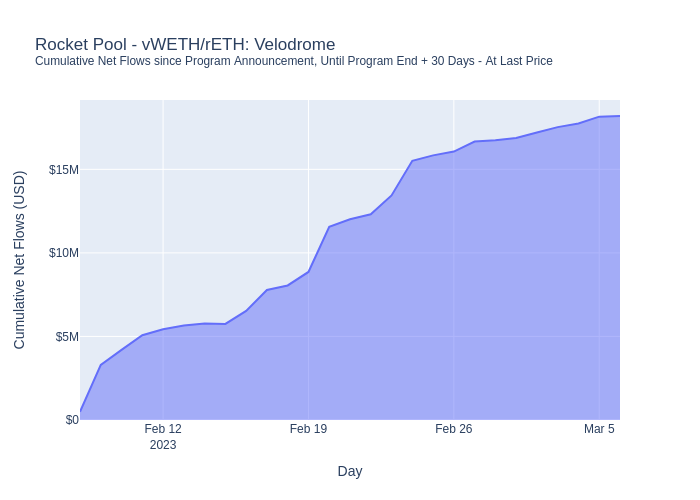 Rocket Pool - vWETH/rETH: Velodrome
Cumulative Net Flows since Program Announcement, Until Program End + 30 Days - At Last Price
Cumulative Net Flows (USD)
$15M
$10M
$5M
$0
Feb 12
2023
Feb 19
Feb 26
Mar 5
Day